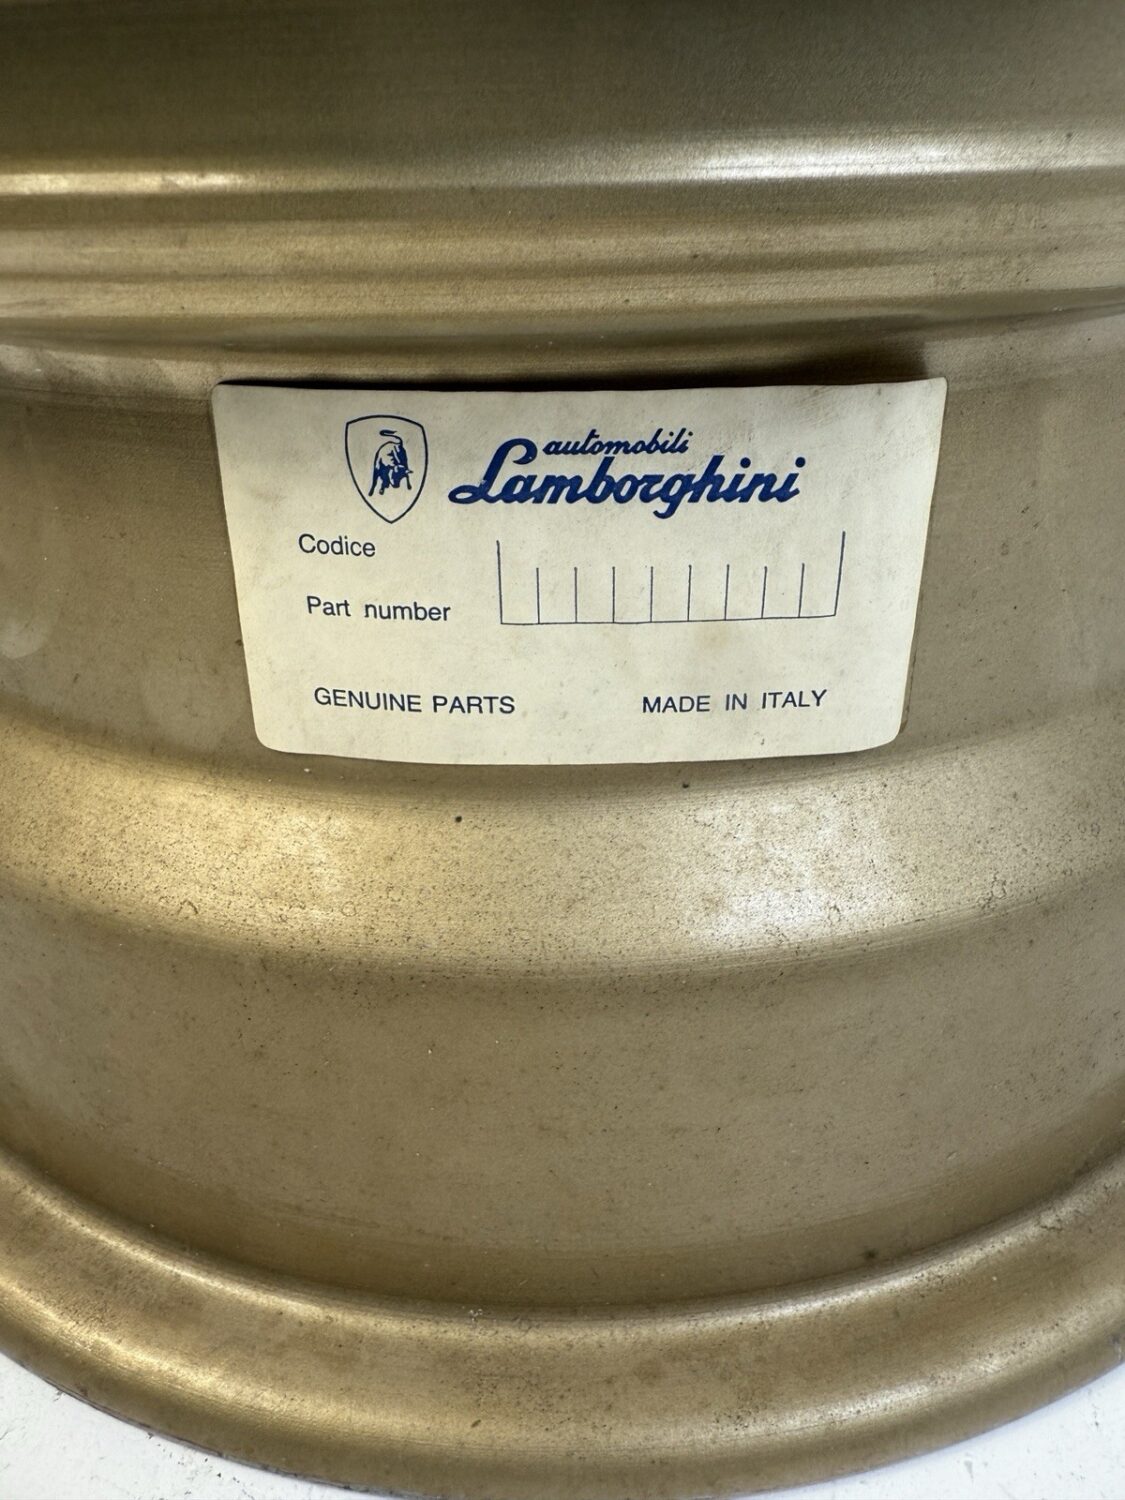 automobili
Lamborghini
Codice
Part number
GENUINE PARTS MADE IN ITALY